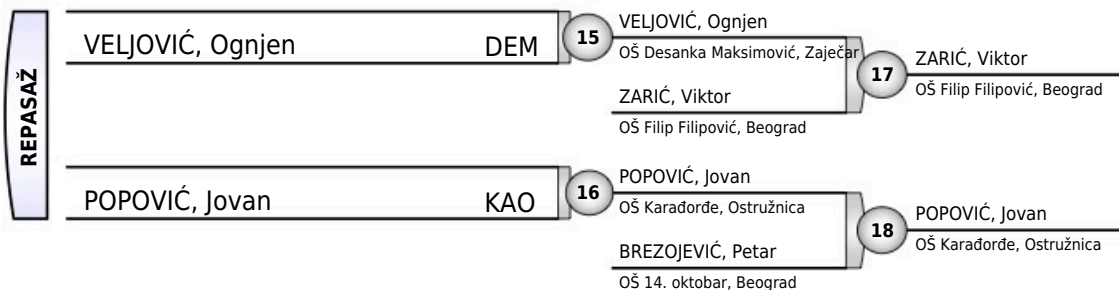 REPASAŽ
VELJOVIĆ, Ognjen DEM
15
VELJOVIĆ, Ognjen
OŠ Desanka Maksimović, Zaječar
ZARIĆ, Viktor
OŠ Filip Filipović, Beograd
17
ZARIĆ, Viktor
OŠ Filip Filipović, Beograd
POPOVIĆ, Jovan KAO
16
POPOVIĆ, Jovan
OŠ Karađorđe, Ostružnica
BREZOJEVIĆ, Petar
OŠ 14. oktobar, Beograd
18
POPOVIĆ, Jovan
OŠ Karađorđe, Ostružnica